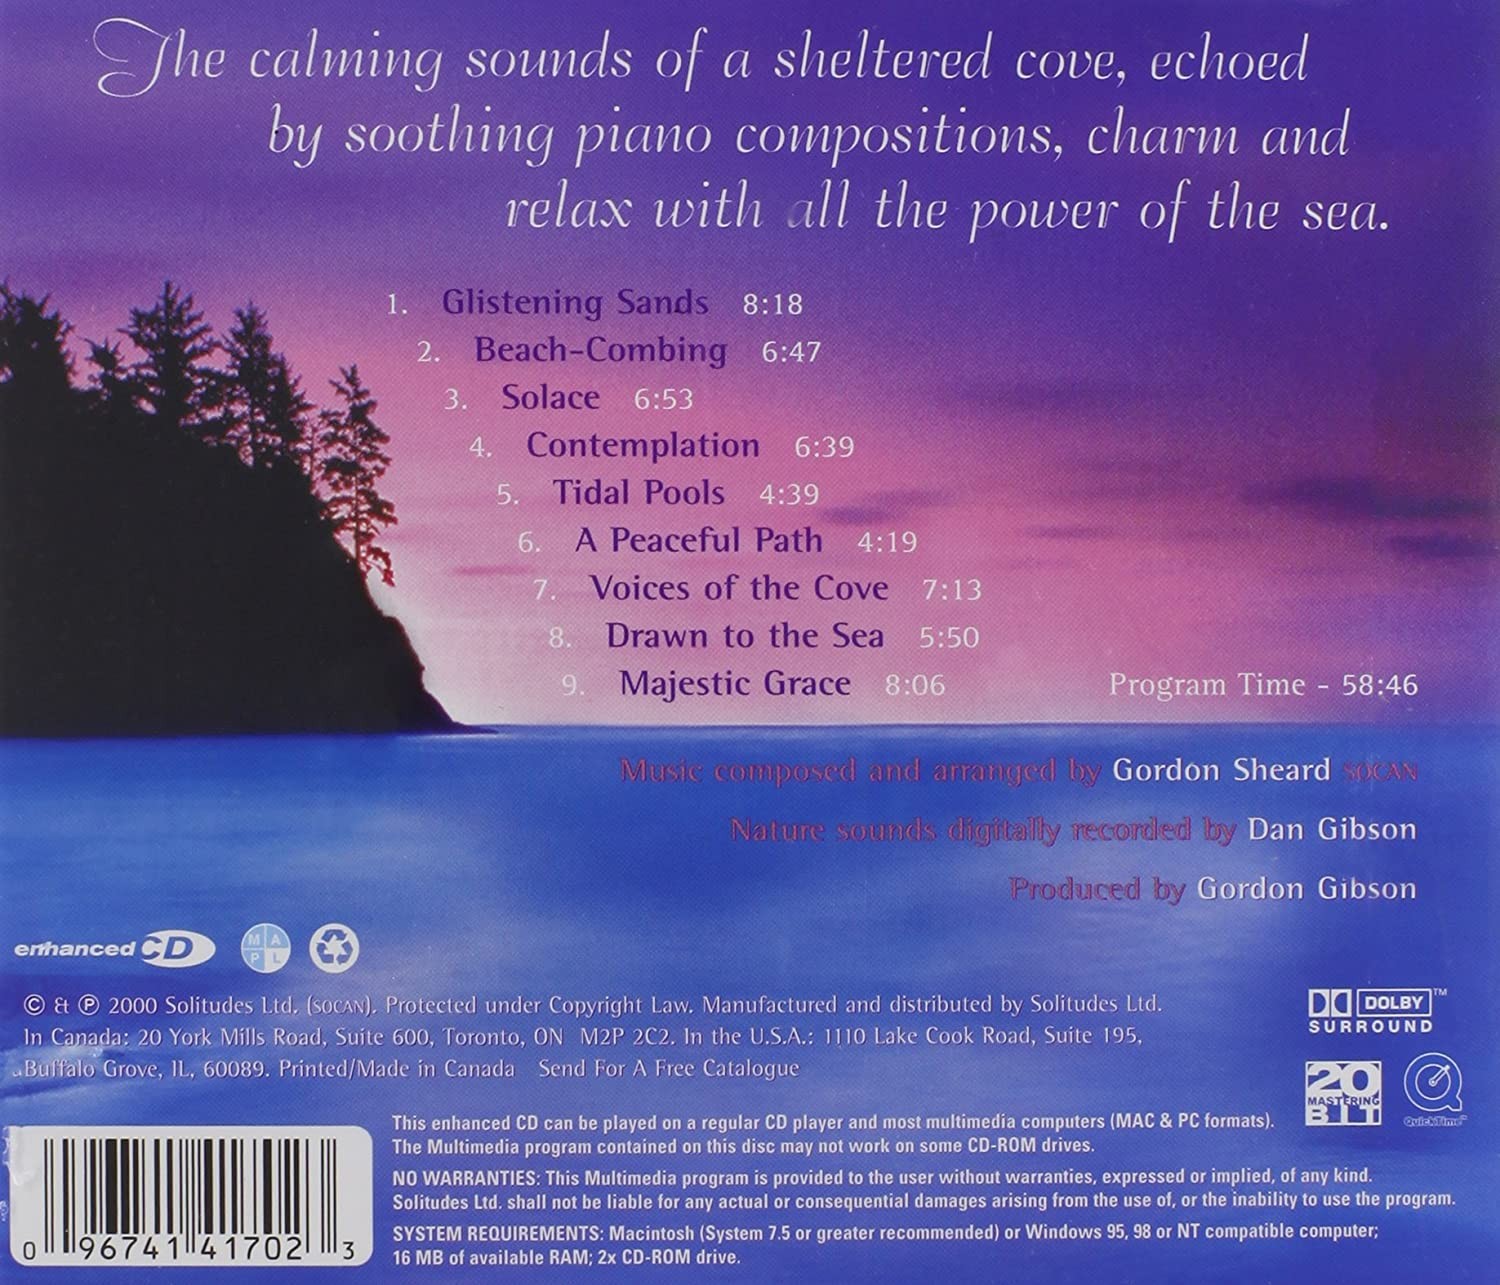 The calming sounds of a sheltered cove, echoed
by soothing piano compositions, charm and
relax with all the power of the sea.
1. Glistening Sands 8:18
2. Beach-Combing 6:47
3. Solace 6:53
4. Contemplation 6:39
5. Tidal Pools 4:39
6. A Peaceful Path 4:19
7. Voices of the Cove 7:13
8. Drawn to the Sea 5:50
9. Majestic Grace 8:06 Program Time - 58:46
Music composed and arranged by Gordon Sheard SOCAN
Nature sounds digitally recorded by Dan Gibson
Produced by Gordon Gibson
enhanced CD
M A
P L
© & ℗ 2000 Solitudes Ltd. (SOCAN). Protected under Copyright Law. Manufactured and distributed by Solitudes Ltd.
In Canada: 20 York Mills Road, Suite 600, Toronto, ON M2P 2C2. In the U.S.A.: 1110 Lake Cook Road, Suite 195,
Buffalo Grove, IL, 60089. Printed/Made in Canada Send For A Free Catalogue
DOLBY™
SURROUND
20
MASTERING
BIT
QuickTime™
This enhanced CD can be played on a regular CD player and most multimedia computers (MAC & PC formats).
The Multimedia program contained on this disc may not work on some CD-ROM drives.
NO WARRANTIES: This Multimedia program is provided to the user without warranties, expressed or implied, of any kind.
Solitudes Ltd. shall not be liable for any actual or consequential damages arising from the use of, or the inability to use the program.
SYSTEM REQUIREMENTS: Macintosh (System 7.5 or greater recommended) or Windows 95, 98 or NT compatible computer;
16 MB of available RAM; 2x CD-ROM drive.
0 96741 41702 3